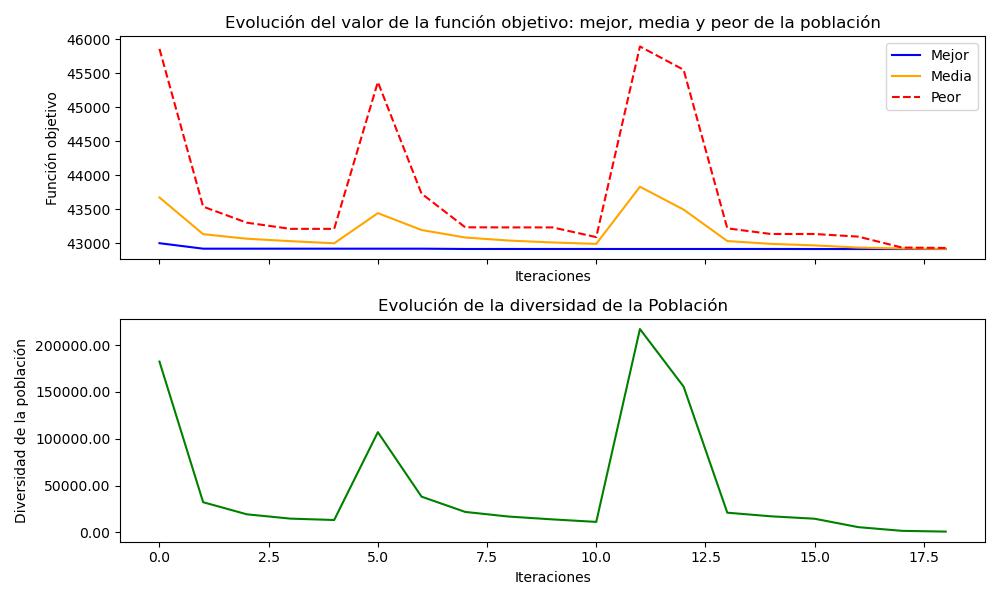 Evolución del valor de la función objetivo: mejor, media y peor de la población
46000
45500
45000
44500
44000
43500
43000
Función objetivo
Mejor
Media
Peor
Iteraciones
Evolución de la diversidad de la Población
200000.00
150000.00
100000.00
50000.00
0.00
Diversidad de la población
0.0 2.5 5.0 7.5 10.0 12.5 15.0 17.5
Iteraciones